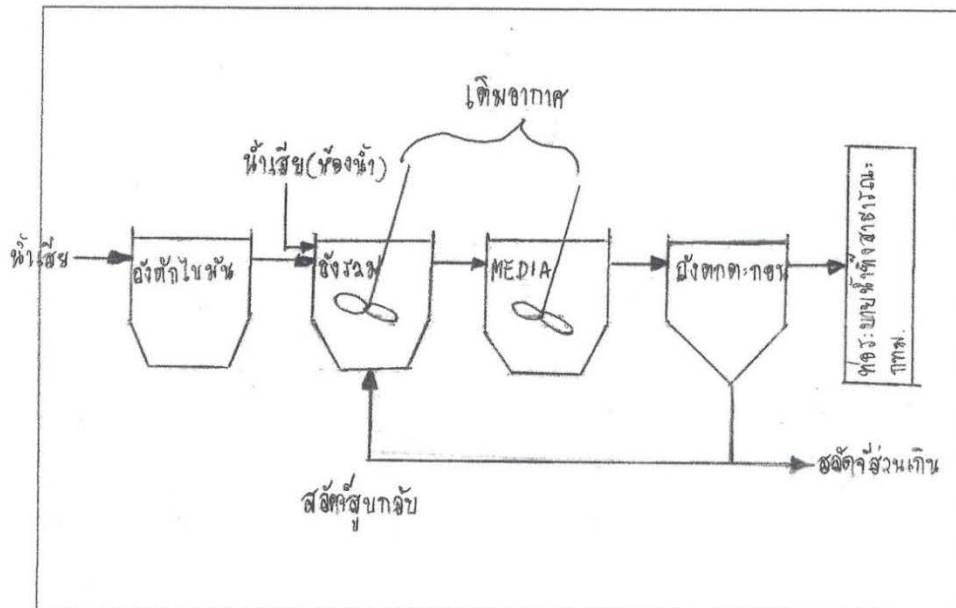 เติมอากาศ
น้ำเสีย(ห้องน้ำ)
น้ำเสีย
ถังดักไขมัน
ถังรวม
MEDIA
ถังตกตะกอน
ท่อระบายน้ำทิ้งสาธารณะ
กทม.
สลัดจ์ส่วนเกิน
สลัดจ์สูบกลับ